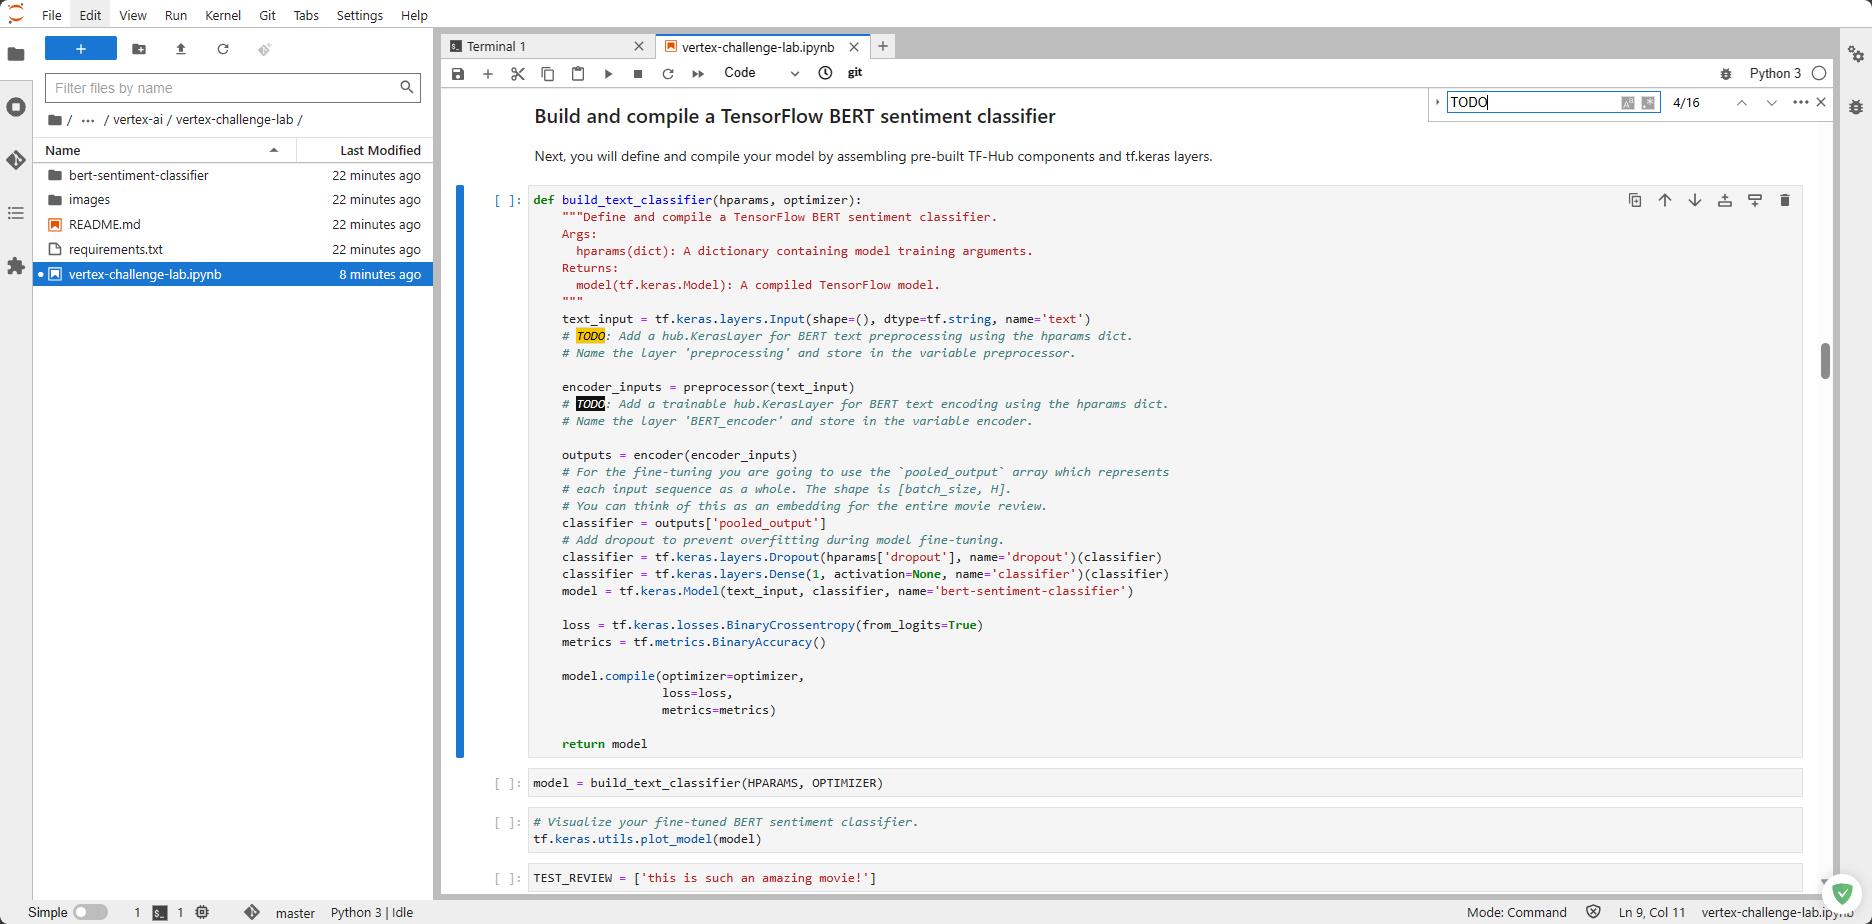 File Edit View Run Kernel Git Tabs Settings Help
+
Filter files by name
/ ··· / vertex-ai / vertex-challenge-lab /
Name Last Modified
bert-sentiment-classifier 22 minutes ago
images 22 minutes ago
README.md 22 minutes ago
requirements.txt 22 minutes ago
vertex-challenge-lab.ipynb 8 minutes ago
Terminal 1
vertex-challenge-lab.ipynb
Code
git
Python 3
TODO 4/16
Build and compile a TensorFlow BERT sentiment classifier
Next, you will define and compile your model by assembling pre-built TF-Hub components and tf.keras layers.
[ ]: def build_text_classifier(hparams, optimizer):
    """Define and compile a TensorFlow BERT sentiment classifier.
    Args:
      hparams(dict): A dictionary containing model training arguments.
    Returns:
      model(tf.keras.Model): A compiled TensorFlow model.
    """
    text_input = tf.keras.layers.Input(shape=(), dtype=tf.string, name='text')
    # TODO: Add a hub.KerasLayer for BERT text preprocessing using the hparams dict.
    # Name the layer 'preprocessing' and store in the variable preprocessor.
    encoder_inputs = preprocessor(text_input)
    # TODO: Add a trainable hub.KerasLayer for BERT text encoding using the hparams dict.
    # Name the layer 'BERT_encoder' and store in the variable encoder.
    outputs = encoder(encoder_inputs)
    # For the fine-tuning you are going to use the `pooled_output` array which represents
    # each input sequence as a whole. The shape is [batch_size, H].
    # You can think of this as an embedding for the entire movie review.
    classifier = outputs['pooled_output']
    # Add dropout to prevent overfitting during model fine-tuning.
    classifier = tf.keras.layers.Dropout(hparams['dropout'], name='dropout')(classifier)
    classifier = tf.keras.layers.Dense(1, activation=None, name='classifier')(classifier)
    model = tf.keras.Model(text_input, classifier, name='bert-sentiment-classifier')
    loss = tf.keras.losses.BinaryCrossentropy(from_logits=True)
    metrics = tf.metrics.BinaryAccuracy()
    model.compile(optimizer=optimizer,
                  loss=loss,
                  metrics=metrics)
    return model
[ ]: model = build_text_classifier(HPARAMS, OPTIMIZER)
[ ]: # Visualize your fine-tuned BERT sentiment classifier.
tf.keras.utils.plot_model(model)
[ ]: TEST_REVIEW = ['this is such an amazing movie!']
Simple 1 1 master Python 3 | Idle Mode: Command Ln 9, Col 11 vertex-challenge-lab.ipynb